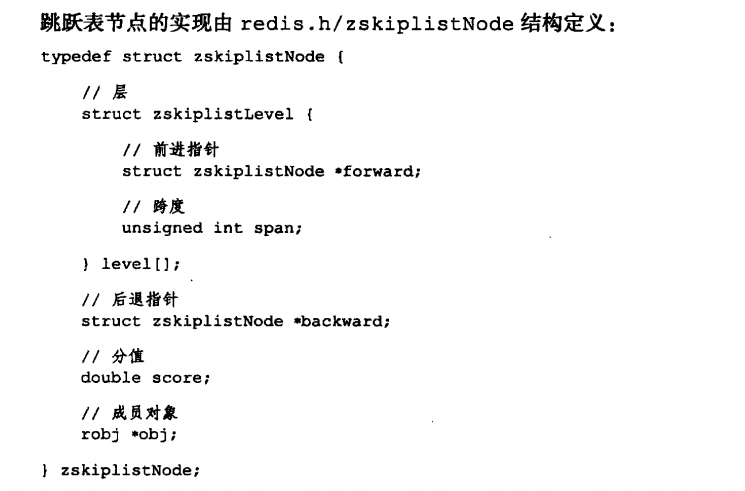 跳跃表节点的实现由 redis.h/zskiplistNode 结构定义：
typedef struct zskiplistNode {
// 层
struct zskiplistLevel {
// 前进指针
struct zskiplistNode *forward;
// 跨度
unsigned int span;
} level[];
// 后退指针
struct zskiplistNode *backward;
// 分值
double score;
// 成员对象
robj *obj;
} zskiplistNode;